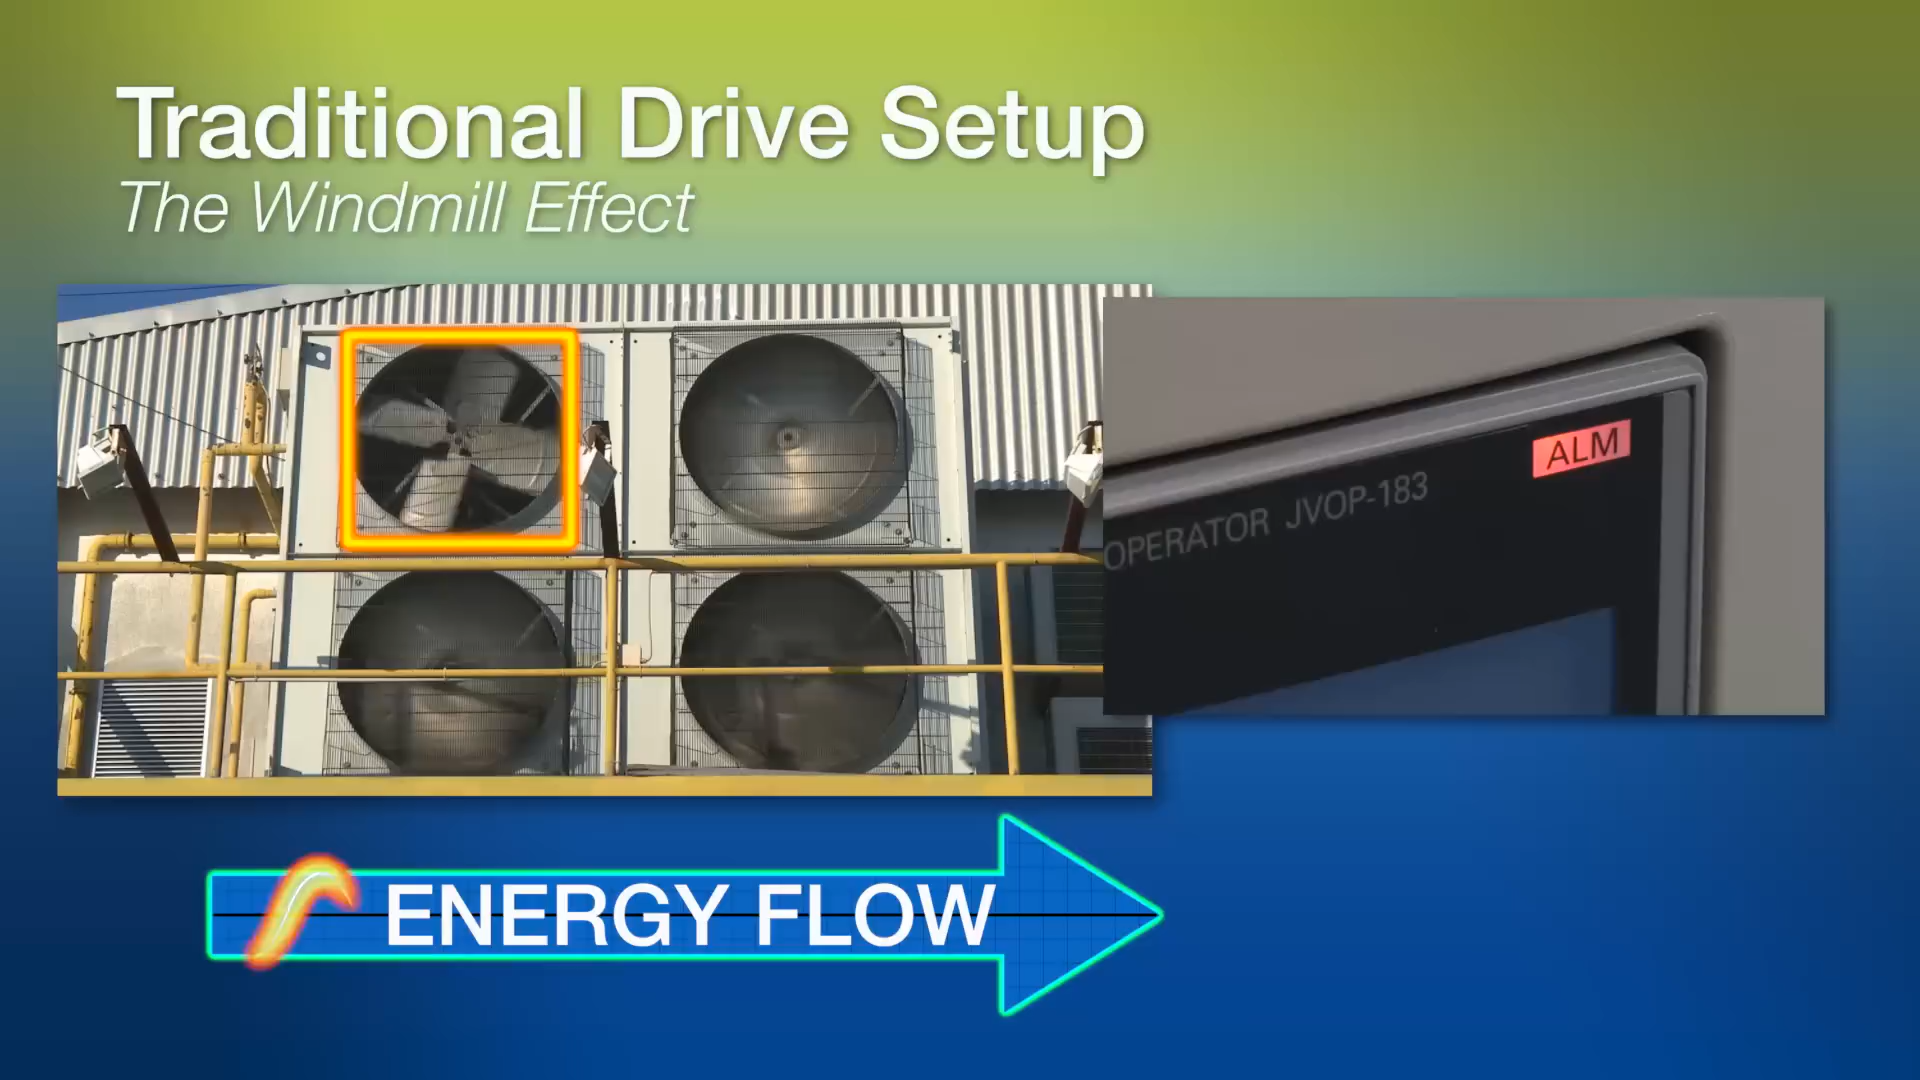 Traditional Drive Setup
The Windmill Effect
ALM
OPERATOR JVOP-183
ENERGY FLOW